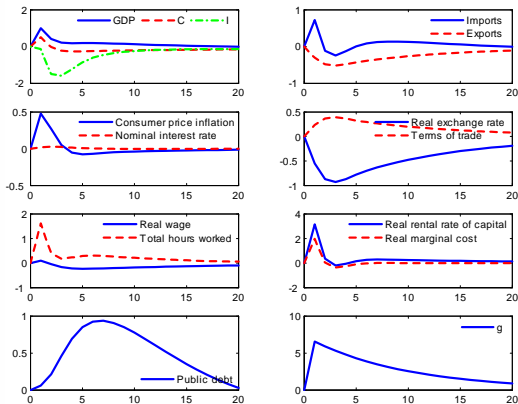 2
1
0
-1
-2
GDP C I
0 5 10 15 20
1
0
-1
Imports
Exports
0 5 10 15 20
0.5
0
-0.5
Consumer price inflation
Nominal interest rate
0 5 10 15 20
0.5
0
-0.5
-1
Real exchange rate
Terms of trade
0 5 10 15 20
2
1
0
-1
Real wage
Total hours worked
0 5 10 15 20
4
2
0
-2
Real rental rate of capital
Real marginal cost
0 5 10 15 20
1
0.5
0
Public debt
0 5 10 15 20
10
5
0
g
0 5 10 15 20